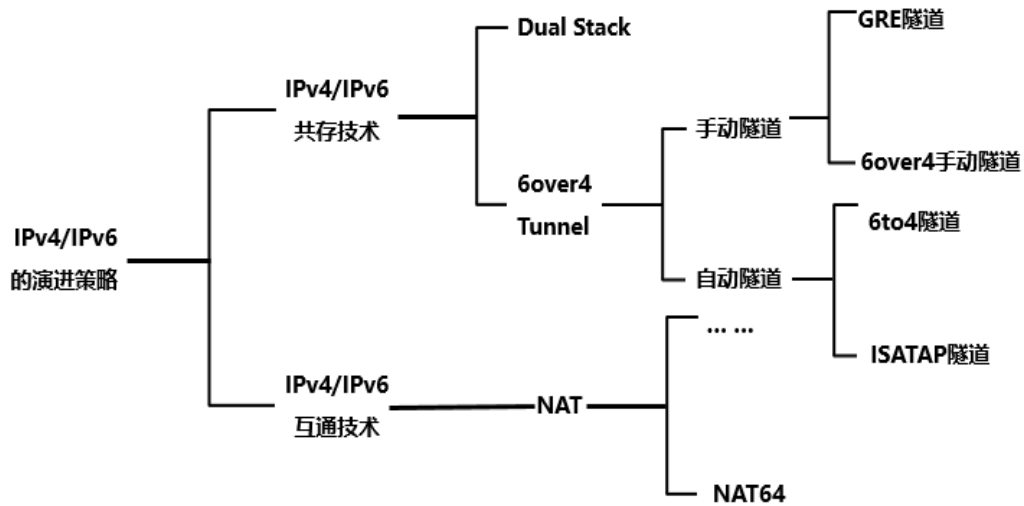 IPv4/IPv6
的演进策略
IPv4/IPv6
共存技术
Dual Stack
6over4
Tunnel
手动隧道
GRE隧道
6over4手动隧道
自动隧道
6to4隧道
ISATAP隧道
IPv4/IPv6
互通技术
NAT
... ...
NAT64